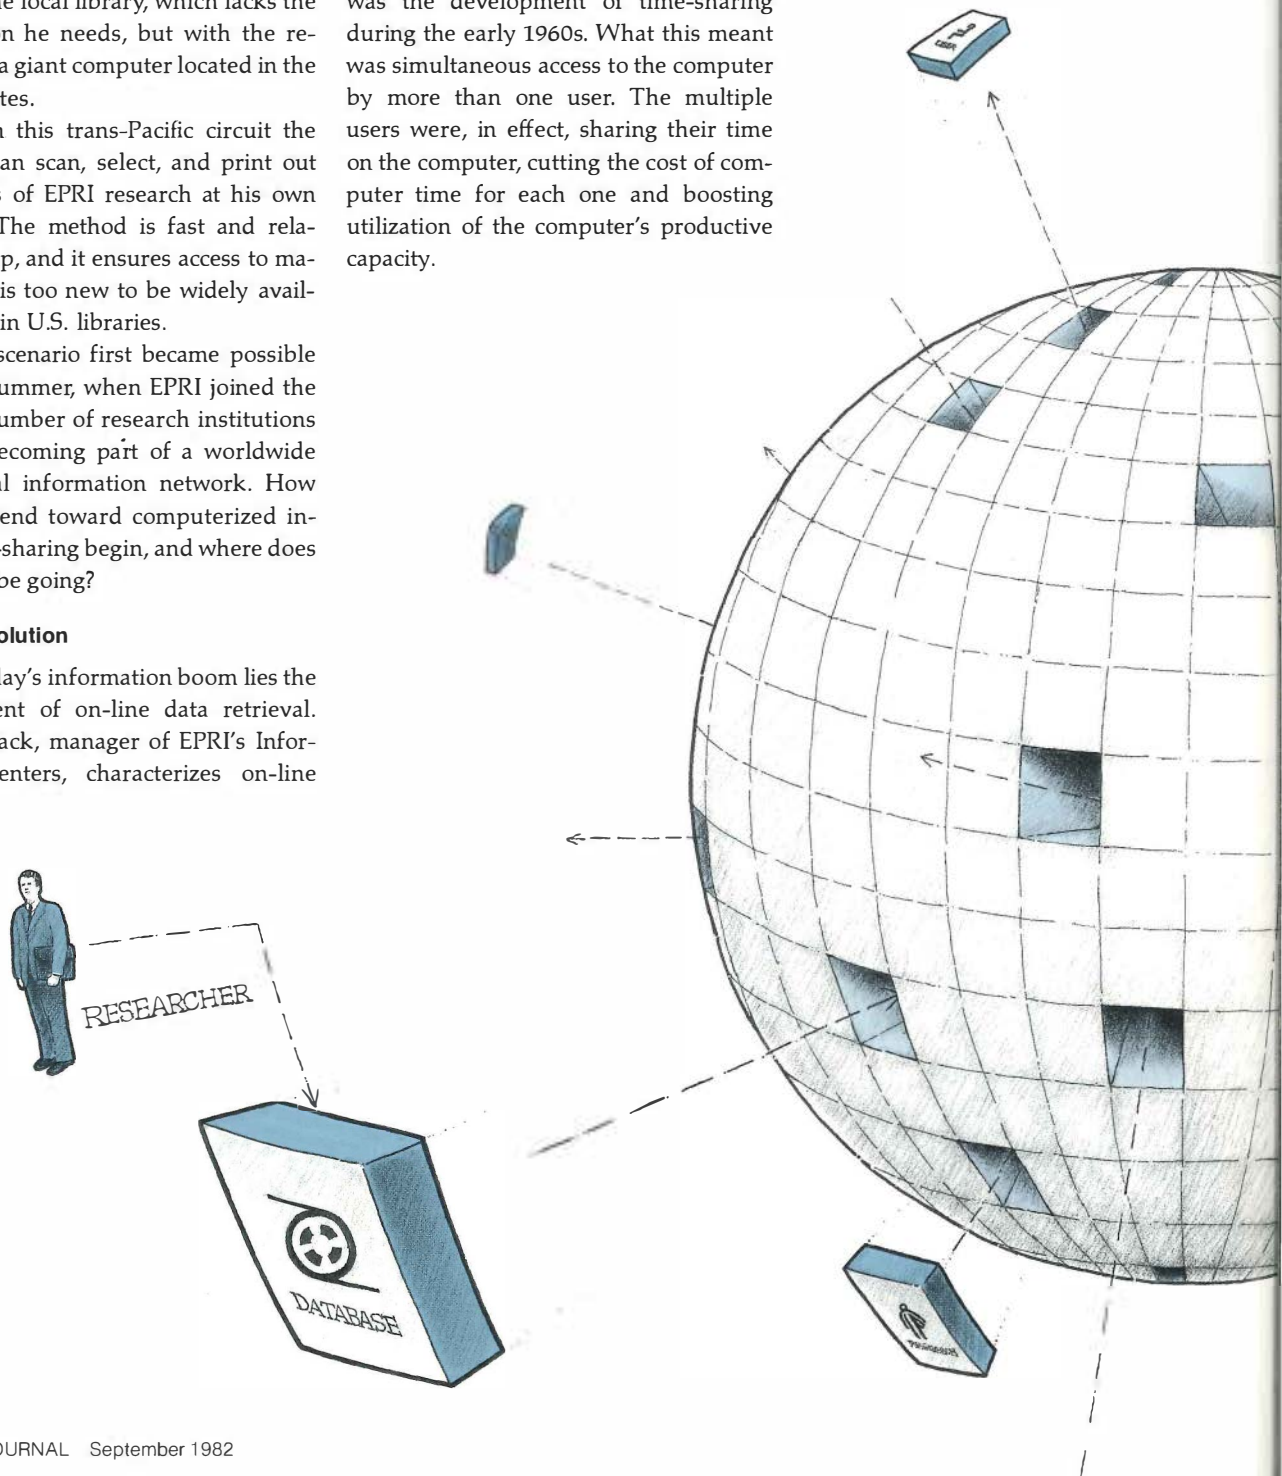 e local library, which lacks the
on he needs, but with the re-
a giant computer located in the
tes.
n this trans-Pacific circuit the
an scan, select, and print out
s of EPRI research at his own
The method is fast and rela-
p, and it ensures access to ma-
is too new to be widely avail-
in U.S. libraries.
scenario first became possible
ummer, when EPRI joined the
umber of research institutions
ecoming part of a worldwide
al information network. How
end toward computerized in-
-sharing begin, and where does
be going?
olution
lay's information boom lies the
ent of on-line data retrieval.
ack, manager of EPRI's Infor-
enters, characterizes on-line
was the development of time-sharing
during the early 1960s. What this meant
was simultaneous access to the computer
by more than one user. The multiple
users were, in effect, sharing their time
on the computer, cutting the cost of com-
puter time for each one and boosting
utilization of the computer's productive
capacity.
RESEARCHER
DATABASE
OURNAL September 1982